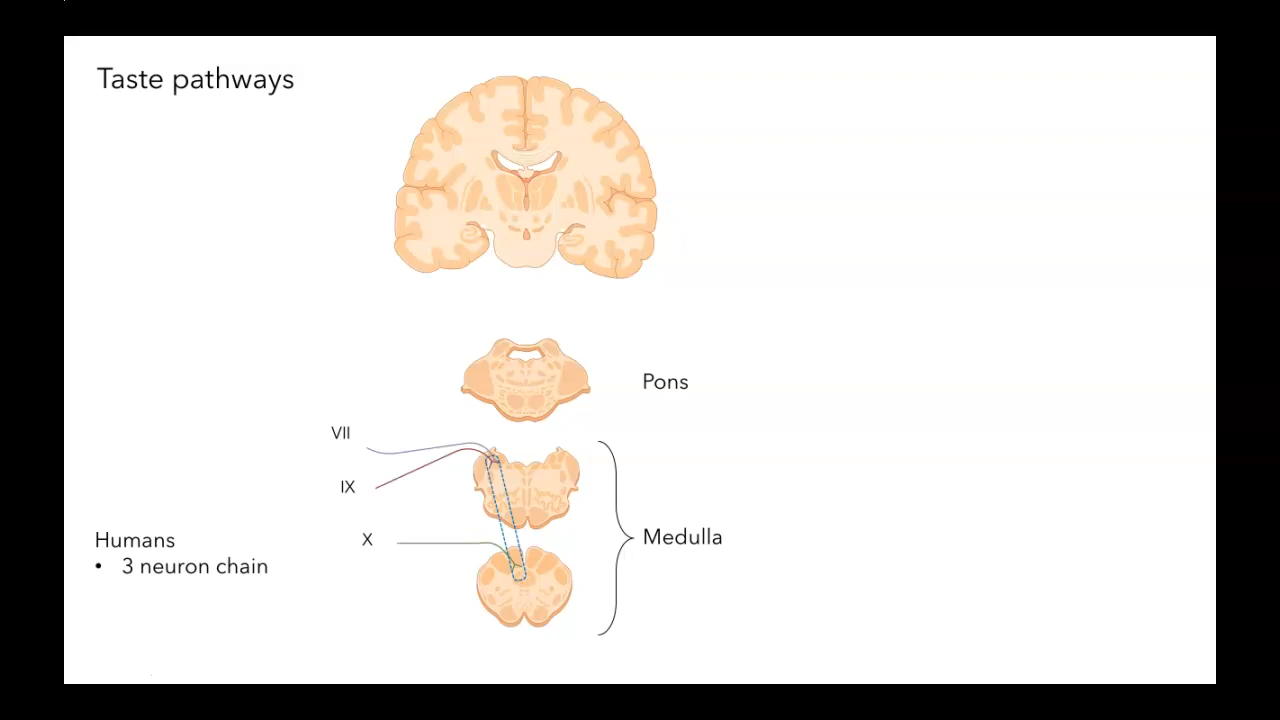 Taste pathways
Pons
VII
IX
X
Medulla
Humans
• 3 neuron chain